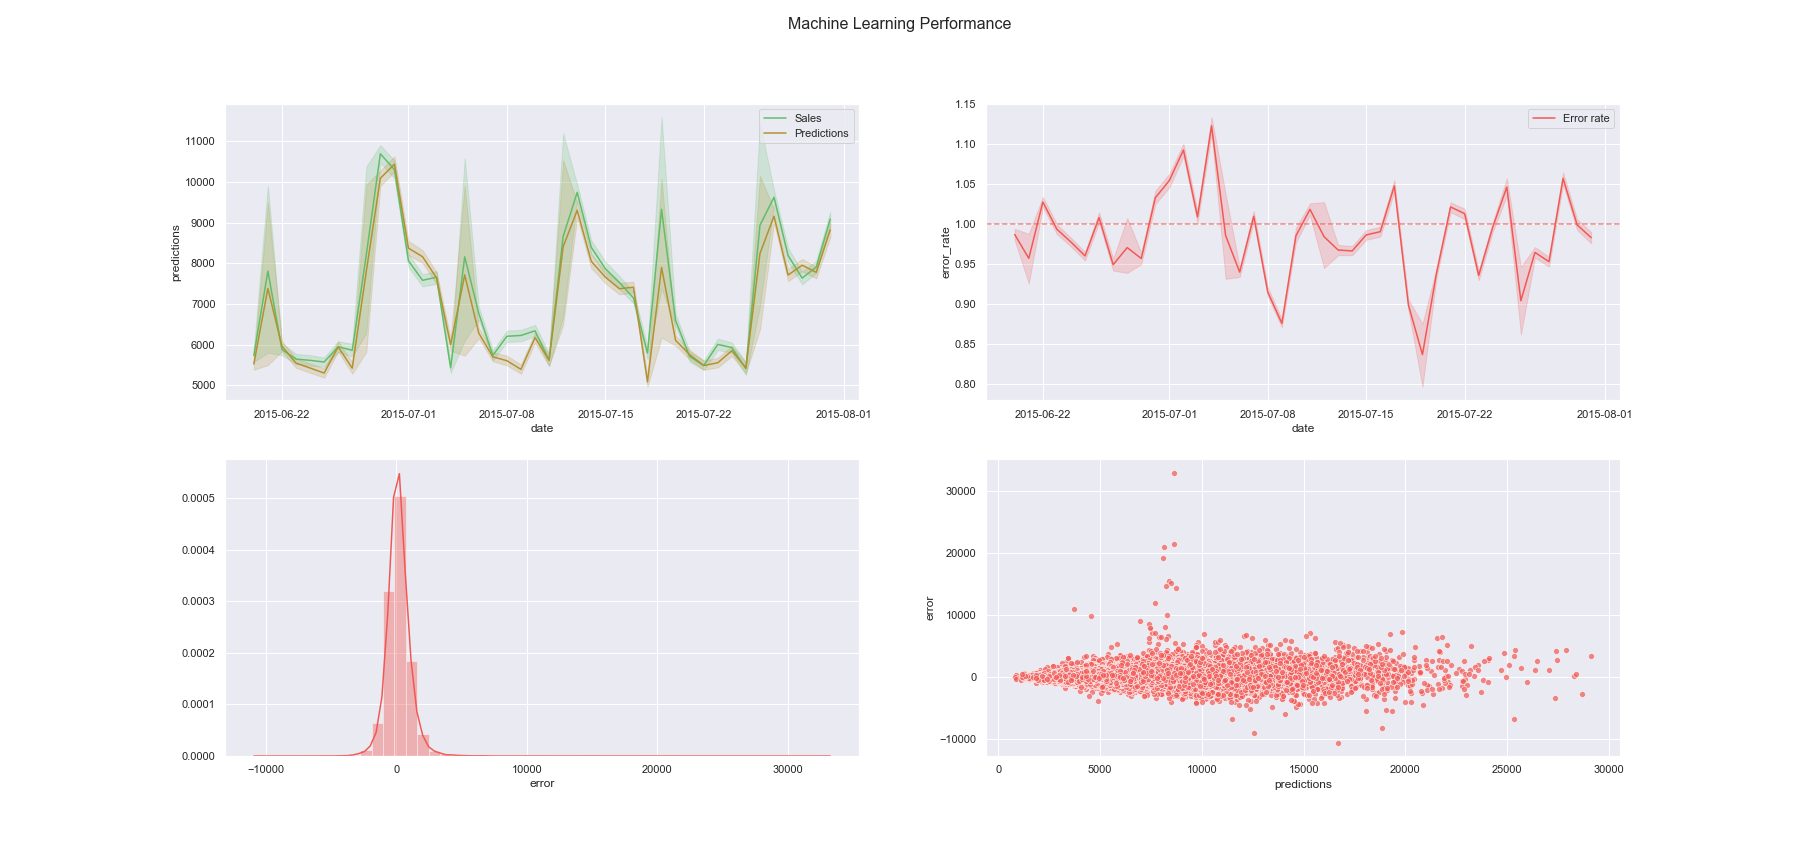 Machine Learning Performance
predictions
11000
10000
9000
8000
7000
6000
5000
Sales
Predictions
2015-06-22 2015-07-01 2015-07-08 2015-07-15 2015-07-22 2015-08-01
date
error_rate
1.15
1.10
1.05
1.00
0.95
0.90
0.85
0.80
Error rate
2015-06-22 2015-07-01 2015-07-08 2015-07-15 2015-07-22 2015-08-01
date
0.0005
0.0004
0.0003
0.0002
0.0001
0.0000
−10000 0 10000 20000 30000
error
error
30000
20000
10000
0
−10000
0 5000 10000 15000 20000 25000 30000
predictions